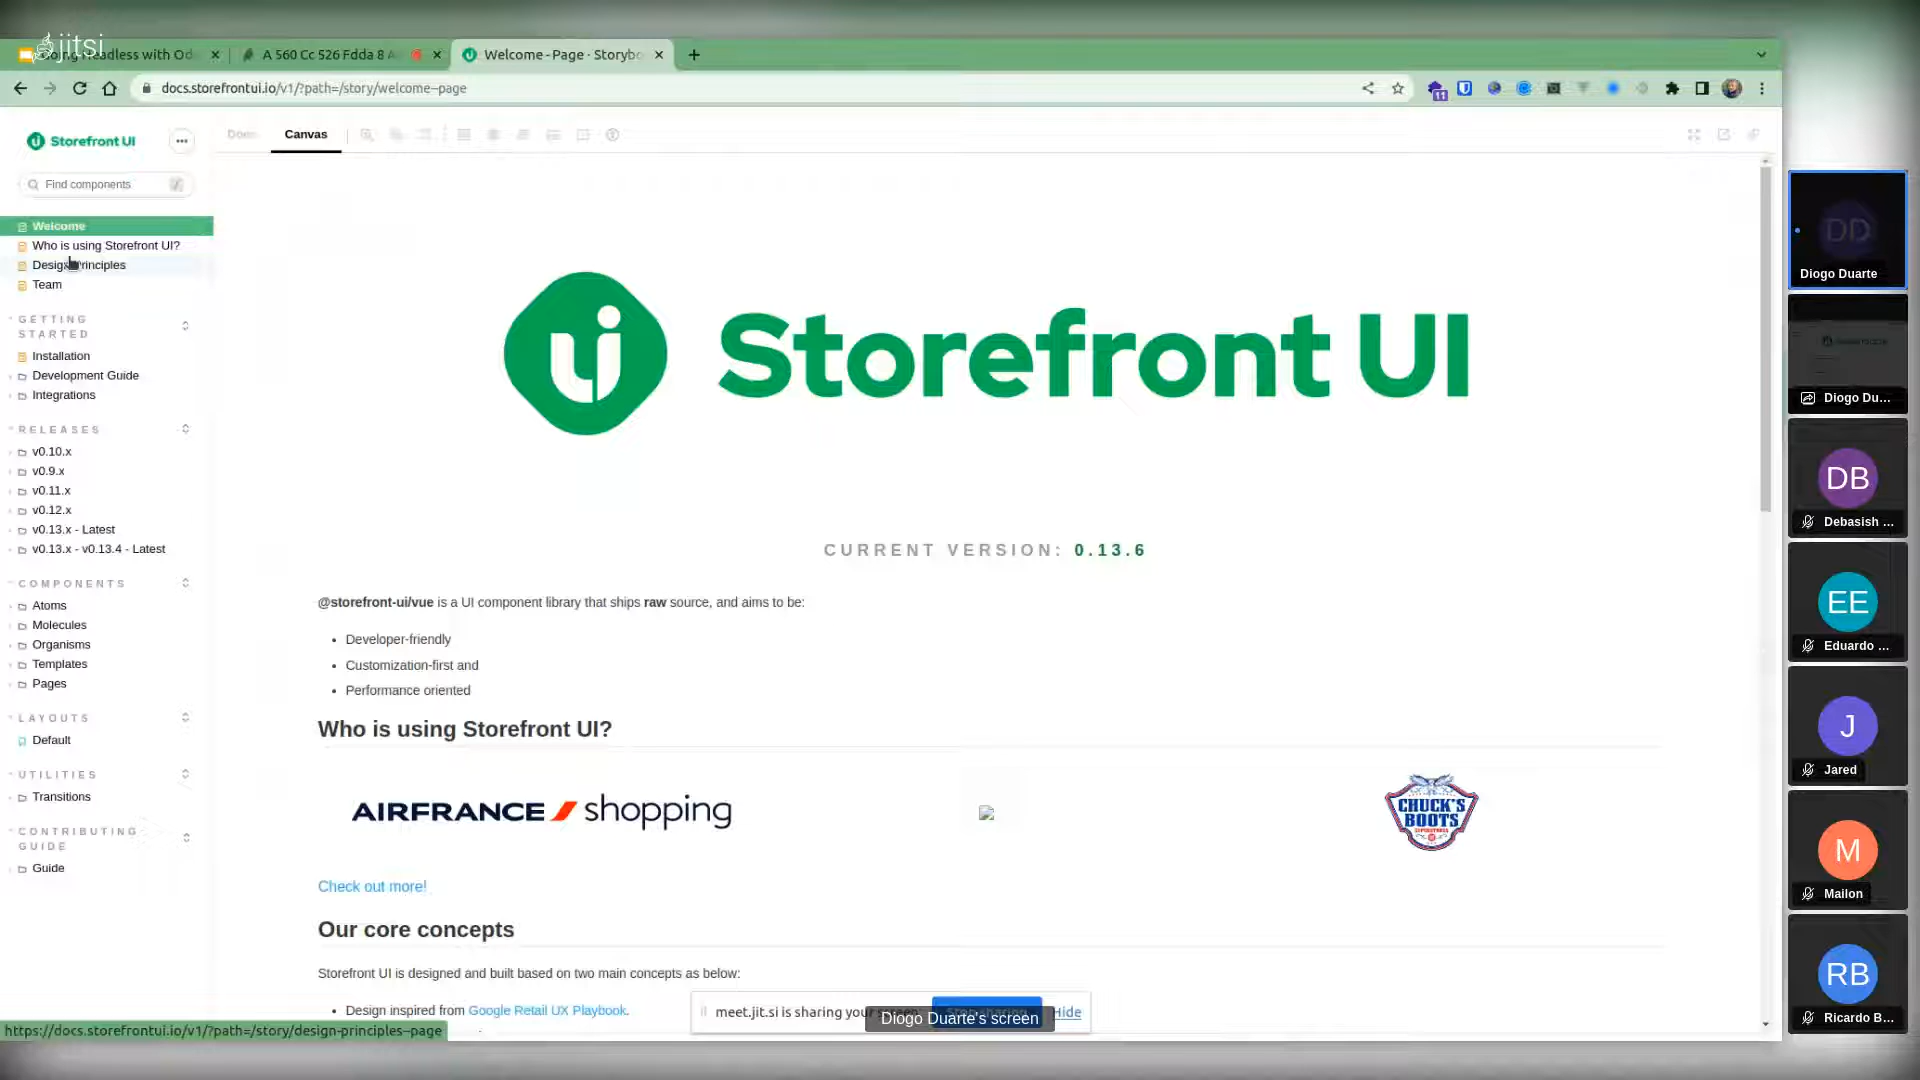 jitsi
oing Headless with Od
A 560 Cc 526 Fdda 8 A
Welcome - Page · Storybo
docs.storefrontui.io/v1/?path=/story/welcome--page
11
Storefront UI
Docs
Canvas
Find components
/
Welcome
Who is using Storefront UI?
Design Principles
Team
GETTING
STARTED
Installation
Development Guide
Integrations
RELEASES
v0.10.x
v0.9.x
v0.11.x
v0.12.x
v0.13.x - Latest
v0.13.x - v0.13.4 - Latest
COMPONENTS
Atoms
Molecules
Organisms
Templates
Pages
LAYOUTS
Default
UTILITIES
Transitions
CONTRIBUTING
GUIDE
Guide
Storefront UI
CURRENT VERSION: 0.13.6
@storefront-ui/vue is a UI component library that ships raw source, and aims to be:
Developer-friendly
Customization-first and
Performance oriented
Who is using Storefront UI?
AIRFRANCE shopping
CHUCK'S
BOOTS
Check out more!
Our core concepts
Storefront UI is designed and built based on two main concepts as below:
Design inspired from Google Retail UX Playbook.
meet.jit.si is sharing your screen.
Hide
Diogo Duarte's screen
https://docs.storefrontui.io/v1/?path=/story/design-principles--page
DD
Diogo Duarte
Diogo Du...
DB
Debasish ...
EE
Eduardo ...
J
Jared
M
Mailon
RB
Ricardo B...